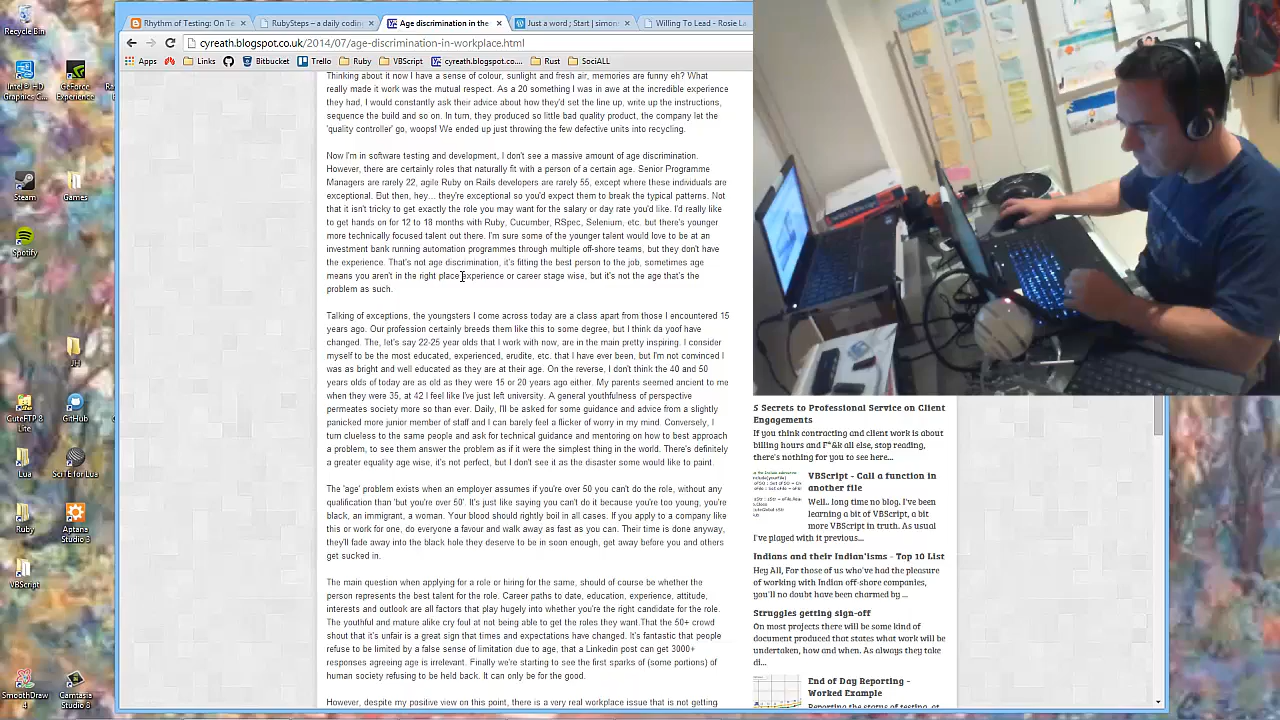 Recycle Bin
Intel® HD
Graphics C...
GeForce
Experience
Steam
Games
Spotify
JH
CuteFTP 8
Lite
GitHub
Lua
SciTE for Lua
Ruby
Aptana
Studio 3
VBScript
SmoothDraw
4
Camtasia
Studio 8
Rhythm of Testing: On Te
RubySteps – a daily codin
Age discrimination in the
Just a word ; Start | simon
Willing To Lead - Rosie La
cyreath.blogspot.co.uk/2014/07/age-discrimination-in-workplace.html
Apps
Links
Bitbucket
Trello
Ruby
VBScript
cyreath.blogspot.co....
Rust
SociALL
Thinking about it now I have a sense of colour, sunlight and fresh air, memories are funny eh? What
really made it work was the mutual respect. As a 20 something I was in awe at the incredible experience
they had, I would constantly ask their advice about how they'd set the line up, write up the instructions,
sequence the build and so on. In turn, they produced so little bad quality product, the company let the
'quality controller' go, woops! We ended up just throwing the few defective units into recycling.
Now I'm in software testing and development, I don't see a massive amount of age discrimination.
However, there are certainly roles that naturally fit with a person of a certain age. Senior Programme
Managers are rarely 22, agile Ruby on Rails developers are rarely 55, except where these individuals are
exceptional. But then, hey... they're exceptional so you'd expect them to break the typical patterns. Not
that it isn't tricky to get exactly the role you may want for the salary or day rate you'd like. I'd really like
to get hands on for 12 to 18 months with Ruby, Cucumber, RSpec, Selenium, etc. but there's younger
more technically focused talent out there. I'm sure some of the younger talent would love to be at an
investment bank running automation programmes through multiple off-shore teams, but they don't have
the experience. That's not age discrimination, it's fitting the best person to the job, sometimes age
means you aren't in the right place experience or career stage wise, but it's not the age that's the
problem as such.
Talking of exceptions, the youngsters I come across today are a class apart from those I encountered 15
years ago. Our profession certainly breeds them like this to some degree, but I think da yoof have
changed. The, let's say 22-25 year olds that I work with now, are in the main pretty inspiring. I consider
myself to be the most educated, experienced, erudite, etc. that I have ever been, but I'm not convinced I
was as bright and well educated as they are at their age. On the reverse, I don't think the 40 and 50
years olds of today are as old as they were 15 or 20 years ago either. My parents seemed ancient to me
when they were 35, at 42 I feel like I've just left university. A general youthfulness of perspective
permeates society more so than ever. Daily, I'll be asked for some guidance and advice from a slightly
panicked more junior member of staff and I can barely feel a flicker of worry in my mind. Conversely, I
turn clueless to the same people and ask for technical guidance and mentoring on how to best approach
a problem, to see them answer the problem as if it were the simplest thing in the world. There's definitely
a greater equality age wise, it's not perfect, but I don't see it as the disaster some would like to paint.
The real problem exists when an employer assumes if you're over 50 you can't do the role, without any
qualification than 'but you're over 50'. It's just like saying you can't do it because you're too young, you're
black, an immigrant, a woman. Your blood should rightly boil in all cases. If you apply to a company like
this to work for one, do everyone a favour and walk away as fast as you can. Their time is done anyway,
they'll fade away into the black hole they deserve to be in soon enough, get away before you and others
get sucked in.
The main question when applying for a role or hiring for the same, should of course be whether the
person represents the best talent for the role. Career paths to date, education, experience, attitude,
interests and outlook are all factors that play hugely into whether you're the right candidate for the role.
The youthful and mature alike cry foul at not being able to get the roles they want.That the 50+ crowd
shout that it's unfair is a great sign that times and expectations have changed. It's fantastic that people
refuse to be limited by a false sense of limitation due to age, that a Linkedin post can get 3000+
responses agreeing age is irrelevant. Finally we're starting to see the first sparks of (some portions) of
human society refusing to be held back. It can only be for the good.
However, despite my positive view on this point, there is a very real workplace issue that is not getting
5 Secrets to Professional Service on Client
Engagements
If you think contracting and client work is about
billing hours and F*&k all else, stop reading,
there's nothing for you to see here...
VBScript - Call a function in
another file
Well.. long time no blog. I've been
learning a bit of VBScript, a bit
more VBScript in truth. As usual
I've played with it previous...
Indians and their Indian'isms - Top 10 List
Hey All, For those of us who've had the pleasure
of working with Indian off-shore companies,
you'll no doubt have been charmed by ...
Struggles getting sign-off
On most projects there will be some kind of
document produced that states what work will be
undertaken, how and when. As always they take
di...
End of Day Reporting -
Worked Example
Reporting the status of testing, at